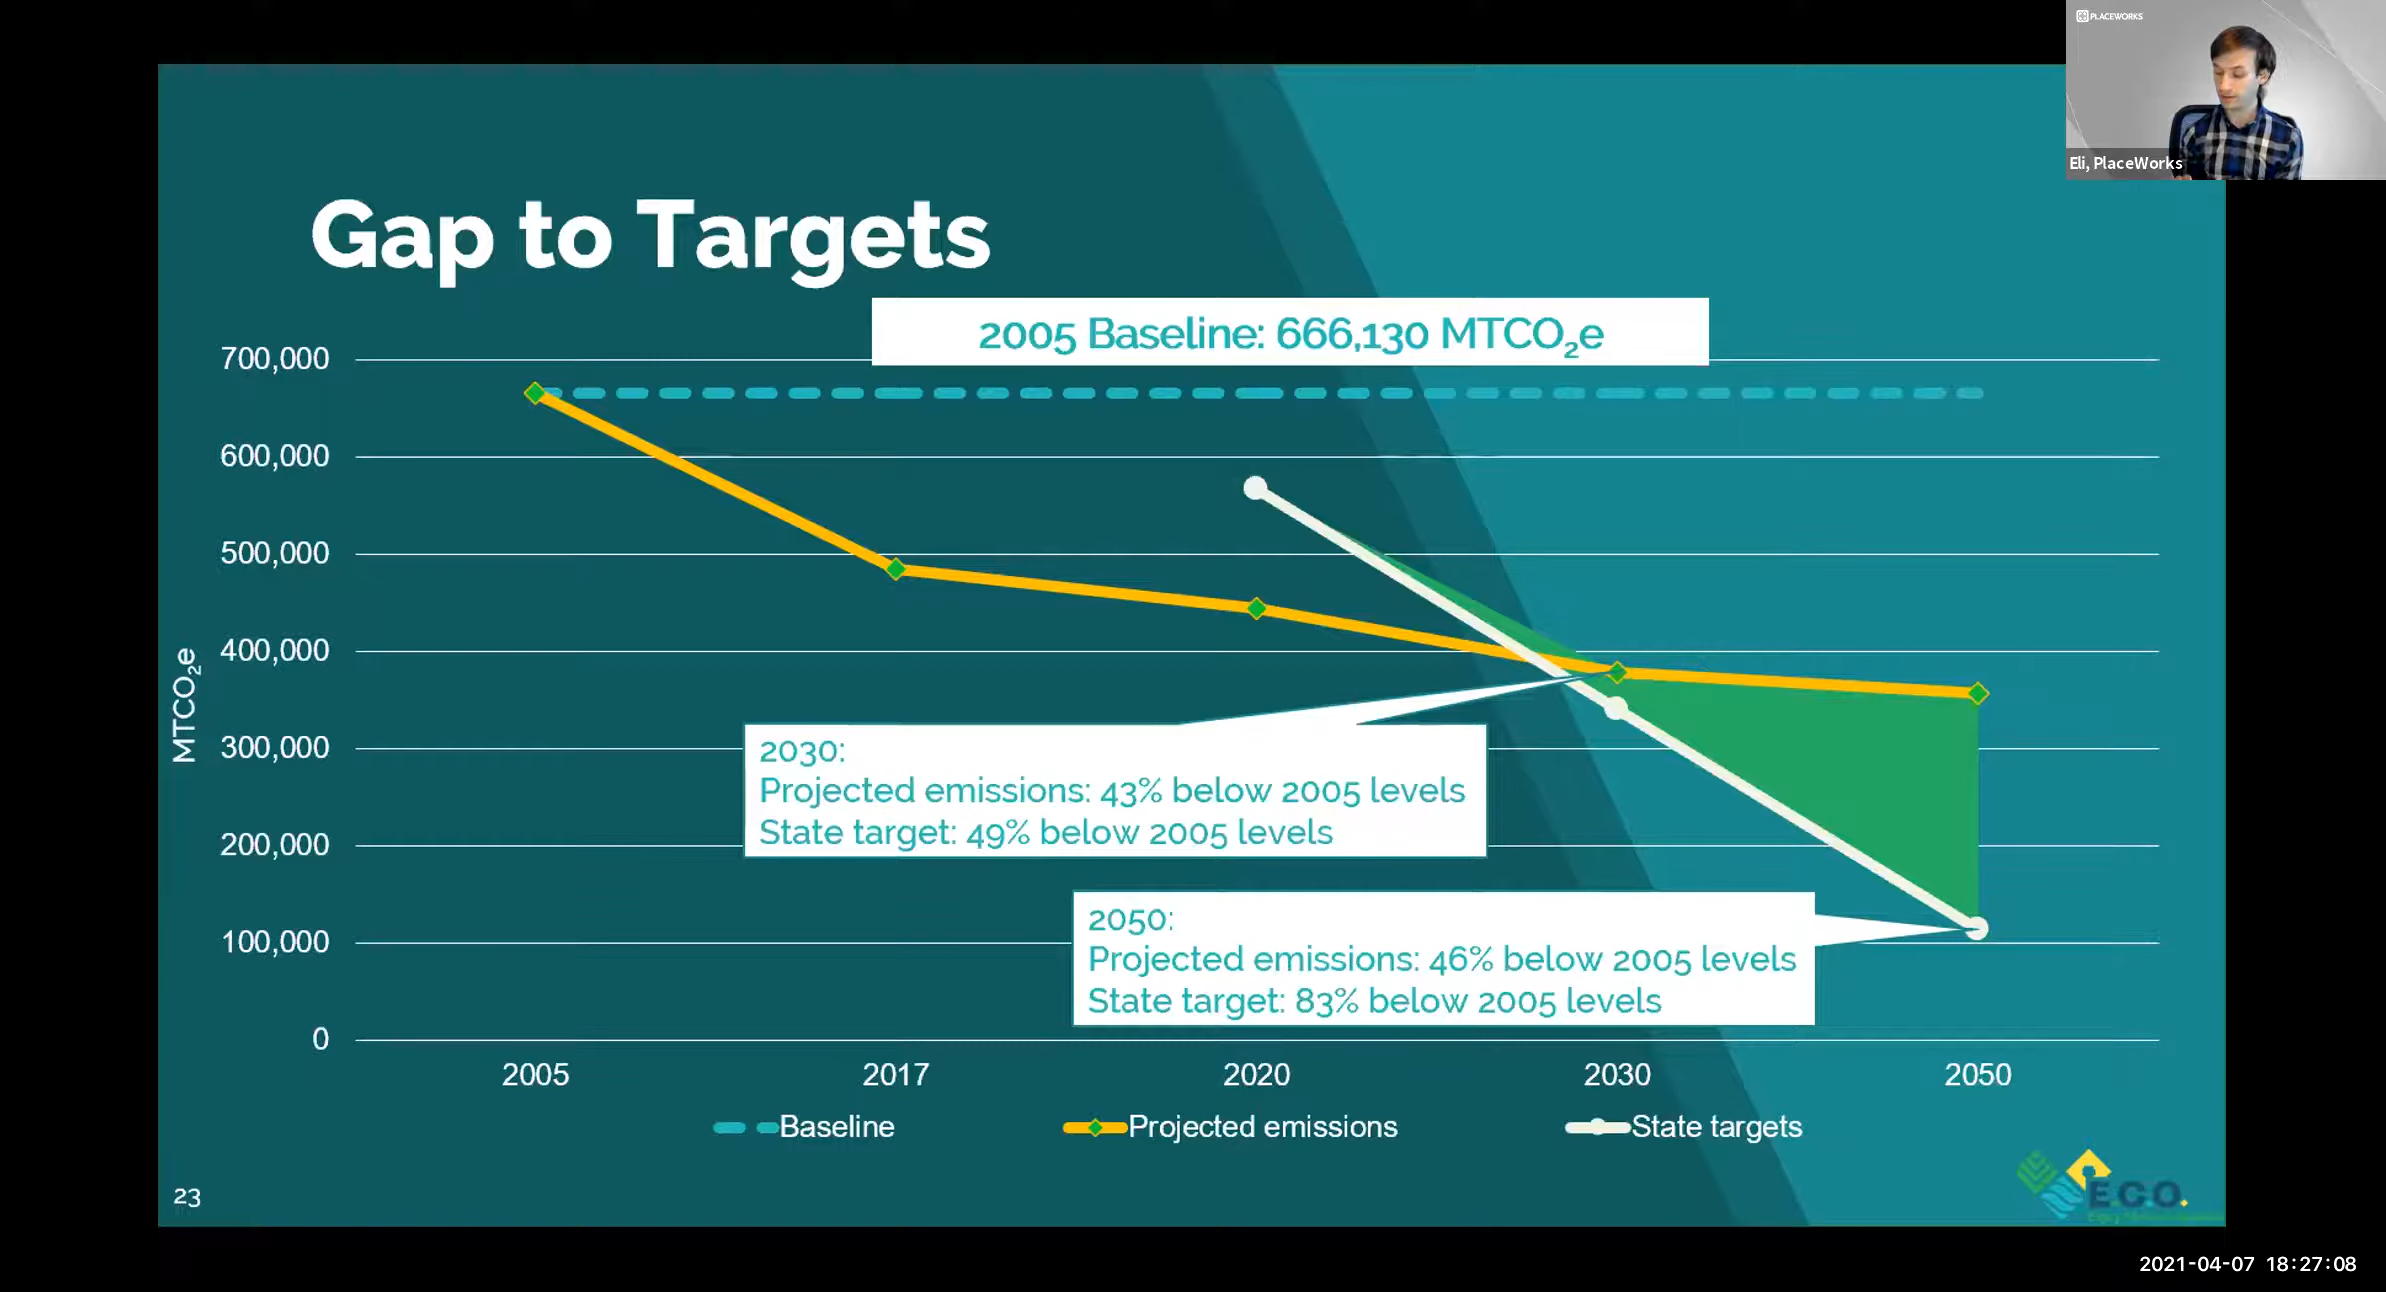 PLACEWORKS
Eli, PlaceWorks
Gap to Targets
2005 Baseline: 666,130 MTCO₂e
700,000
600,000
500,000
400,000
300,000
200,000
100,000
0
MTCO₂e
2030:
Projected emissions: 43% below 2005 levels
State target: 49% below 2005 levels
2050:
Projected emissions: 46% below 2005 levels
State target: 83% below 2005 levels
2005 2017 2020 2030 2050
Baseline Projected emissions State targets
23
E.C.O.
2021-04-07 18:27:08